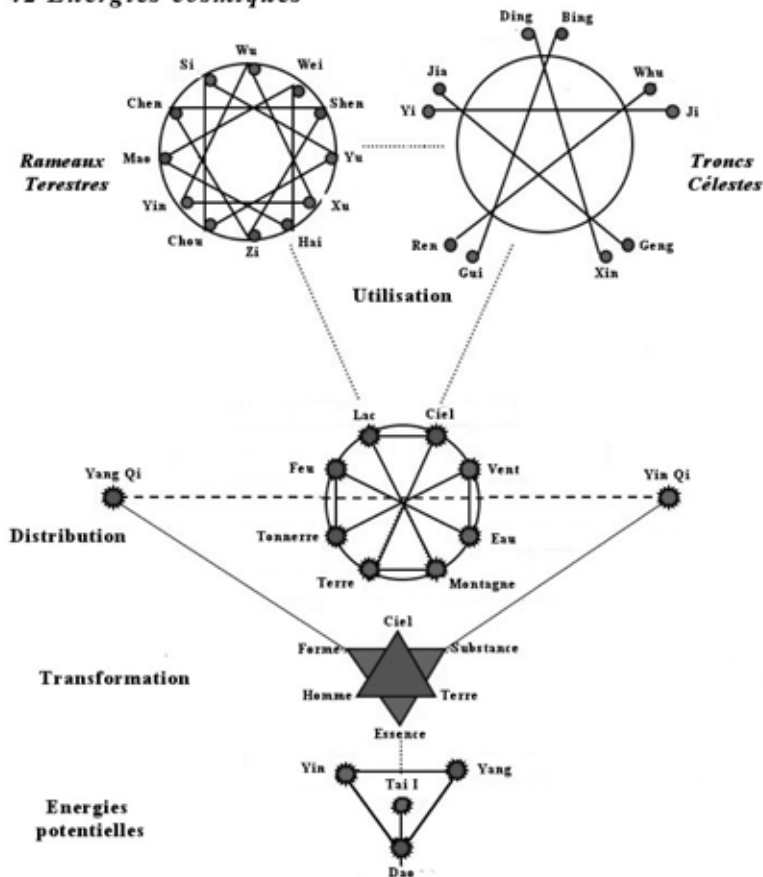 42 Energies cosmiques
Ding Bing
Wu
Si Wei
Jia Whu
Chen Shen
Yi Ji
Rameaux
Terestres
Mao Yu
Troncs
Célestes
Yin Xu
Chou Hai
Zi
Ren Geng
Gui Xin
Utilisation
Lac Ciel
Yang Qi Feu Vent Yin Qi
Distribution
Tonnerre Eau
Terre Montagne
Ciel
Forme Substance
Transformation
Homme Terre
Essence
Yin Yang
Tai I
Energies
potentielles
Dao